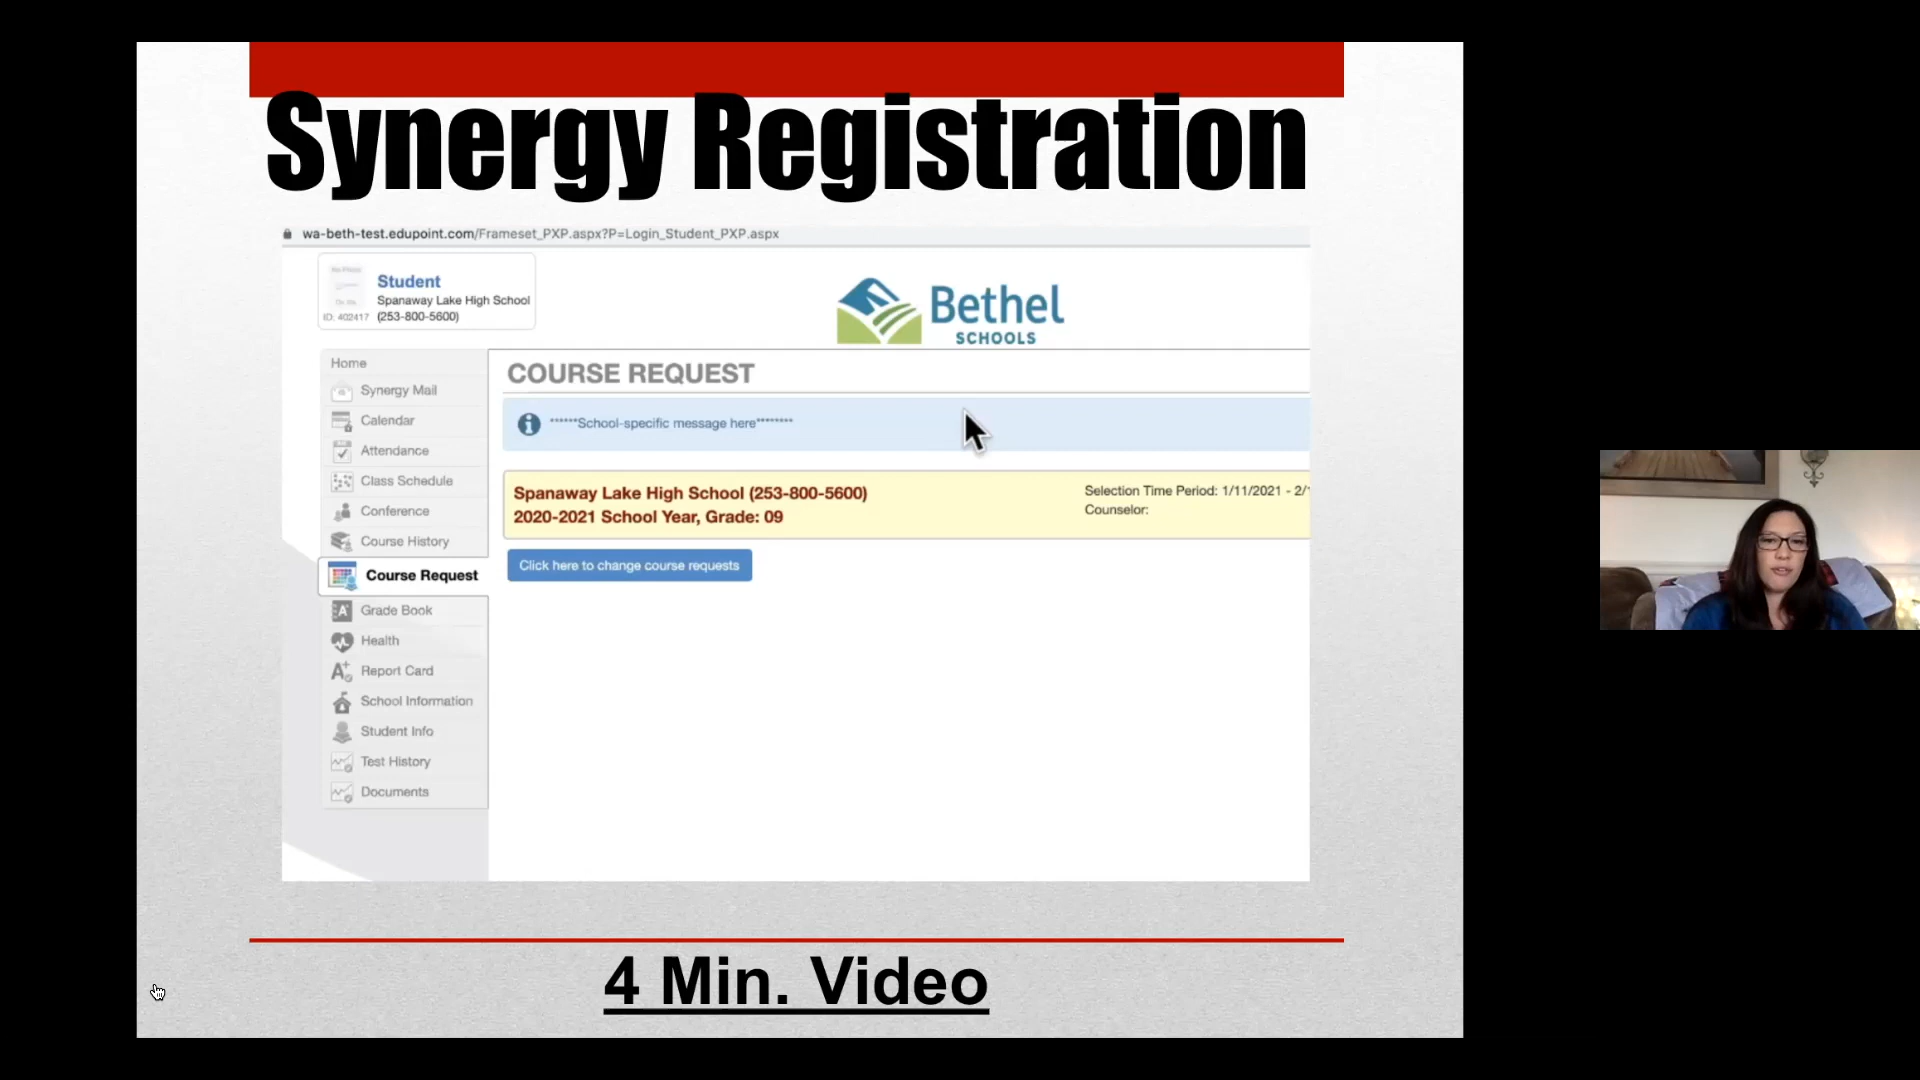 Synergy Registration
wa-beth-test.edupoint.com/Frameset_PXP.aspx?P=Login_Student_PXP.aspx
No Photo
Student
Spanaway Lake High School
ID: 402417 (253-800-5600)
Bethel
SCHOOLS
Home
Synergy Mail
Calendar
Attendance
Class Schedule
Conference
Course History
Course Request
Grade Book
Health
Report Card
School Information
Student Info
Test History
Documents
COURSE REQUEST
******School-specific message here********
Spanaway Lake High School (253-800-5600)
2020-2021 School Year, Grade: 09
Selection Time Period: 1/11/2021 - 2/
Counselor:
Click here to change course requests
4 Min. Video